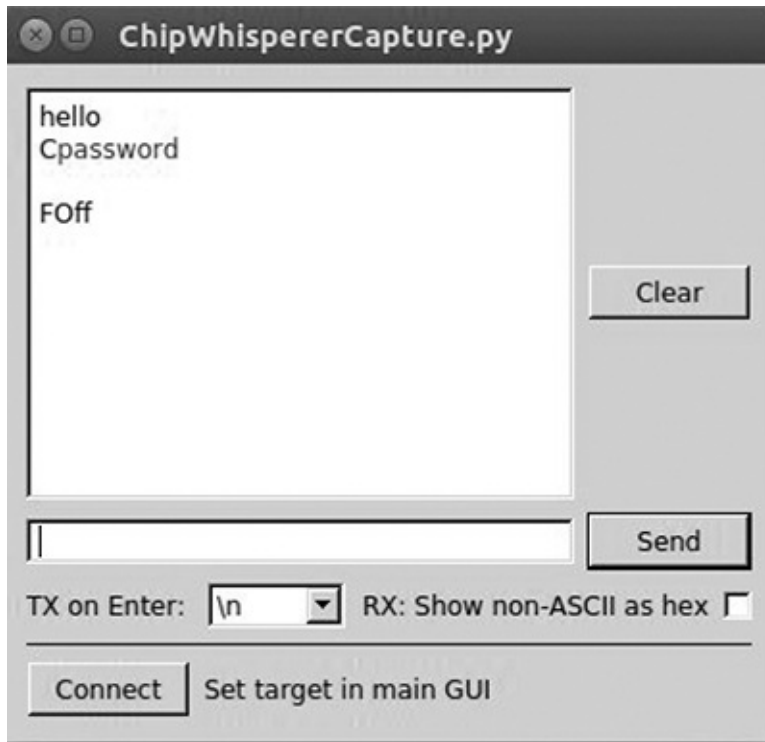 ChipWhispererCapture.py
hello
Cpassword
FOff
Clear
Send
TX on Enter: \n RX: Show non-ASCII as hex
Connect Set target in main GUI